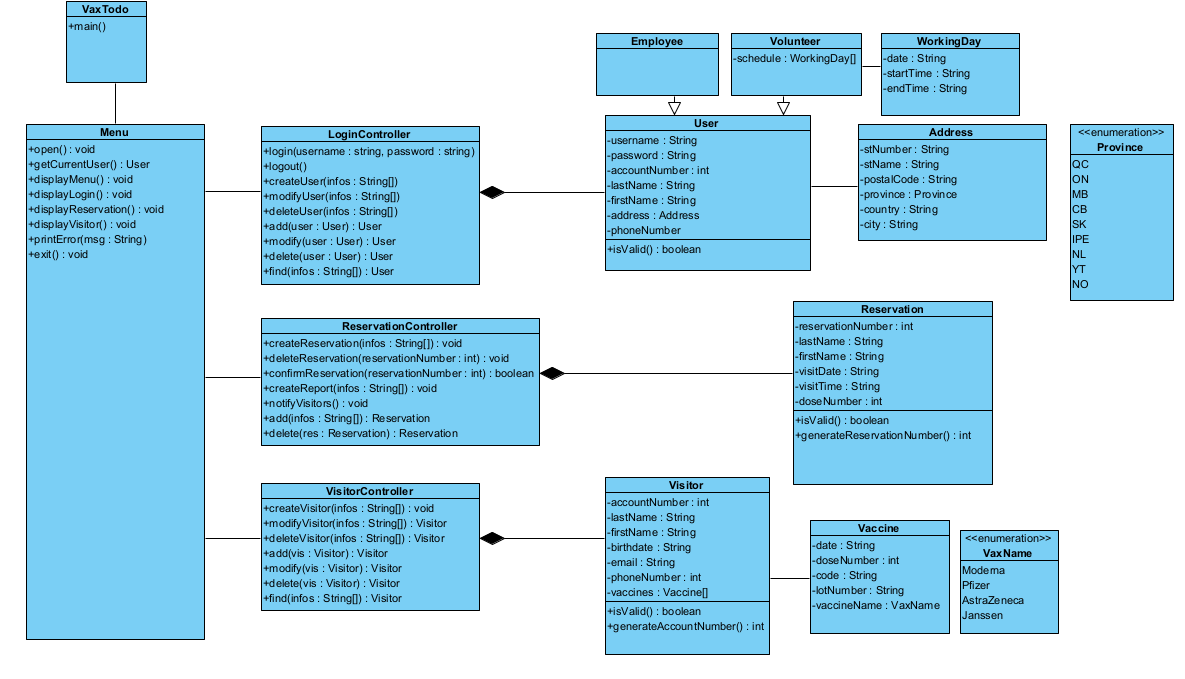 VaxTodo
+main()
Menu
+open() : void
+getCurrentUser() : User
+displayMenu() : void
+displayLogin() : void
+displayReservation() : void
+displayVisitor() : void
+printError(msg : String)
+exit() : void
LoginController
+login(username : string, password : string)
+logout()
+createUser(infos : String[])
+modifyUser(infos : String[])
+deleteUser(infos : String[])
+add(user : User) : User
+modify(user : User) : User
+delete(user : User) : User
+find(infos : String[]) : User
Employee
Volunteer
-schedule : WorkingDay[]
WorkingDay
-date : String
-startTime : String
-endTime : String
User
-username : String
-password : String
-accountNumber : int
-lastName : String
-firstName : String
-address : Address
-phoneNumber
+isValid() : boolean
Address
-stNumber : String
-stName : String
-postalCode : String
-province : Province
-country : String
-city : String
<<enumeration>>
Province
QC
ON
MB
CB
SK
IPE
NL
YT
NO
ReservationController
+createReservation(infos : String[]) : void
+deleteReservation(reservationNumber : int) : void
+confirmReservation(reservationNumber : int) : boolean
+createReport(infos : String[]) : void
+notifyVisitors() : void
+add(infos : String[]) : Reservation
+delete(res : Reservation) : Reservation
Reservation
-reservationNumber : int
-lastName : String
-firstName : String
-visitDate : String
-visitTime : String
-doseNumber : int
+isValid() : boolean
+generateReservationNumber() : int
VisitorController
+createVisitor(infos : String[]) : void
+modifyVisitor(infos : String[]) : Visitor
+deleteVisitor(infos : String[]) : Visitor
+add(vis : Visitor) : Visitor
+modify(vis : Visitor) : Visitor
+delete(vis : Visitor) : Visitor
+find(infos : String[]) : Visitor
Visitor
-accountNumber : int
-lastName : String
-firstName : String
-birthdate : String
-email : String
-phoneNumber : int
-vaccines : Vaccine[]
+isValid() : boolean
+generateAccountNumber() : int
Vaccine
-date : String
-doseNumber : int
-code : String
-lotNumber : String
-vaccineName : VaxName
<<enumeration>>
VaxName
Moderna
Pfizer
AstraZeneca
Janssen